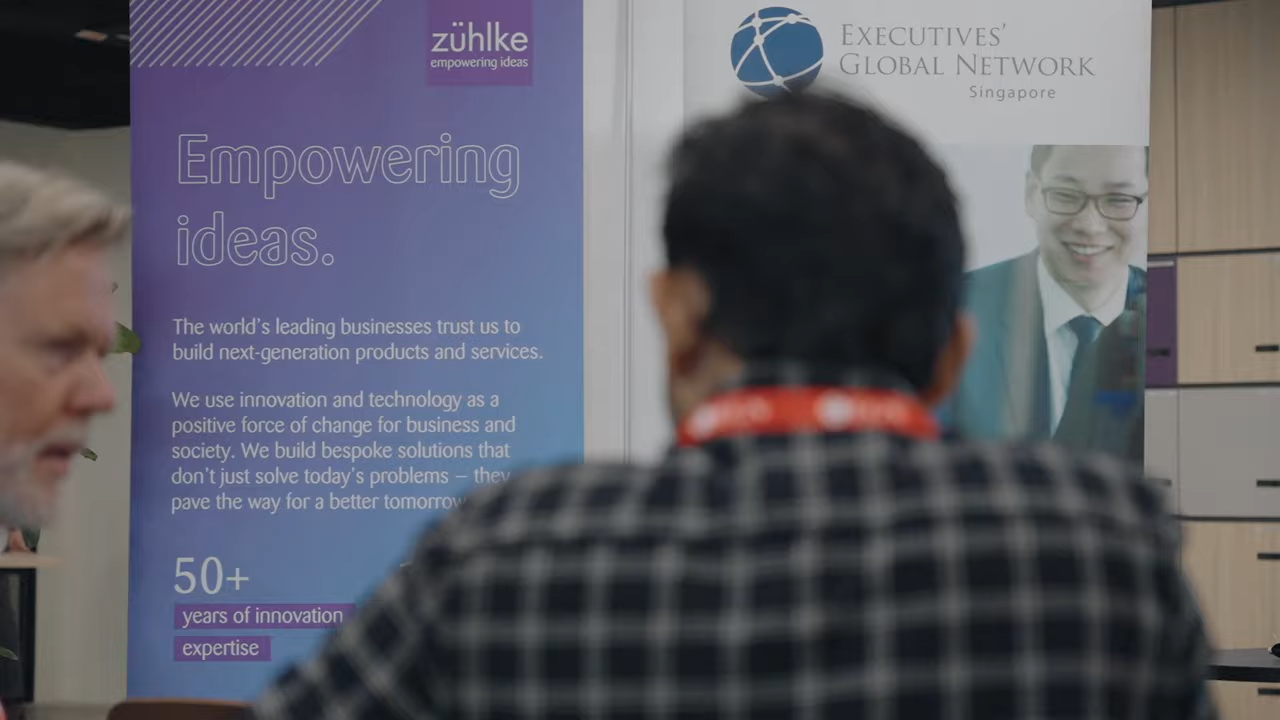 zühlke
empowering ideas
Empowering
ideas.
The world's leading businesses trust us to
build next-generation products and services.
We use innovation and technology as a
positive force of change for business and
society. We build bespoke solutions that
don't just solve today's problems – they
pave the way for a better tomorrow
50+
years of innovation
expertise
EXECUTIVES'
GLOBAL NETWORK
Singapore